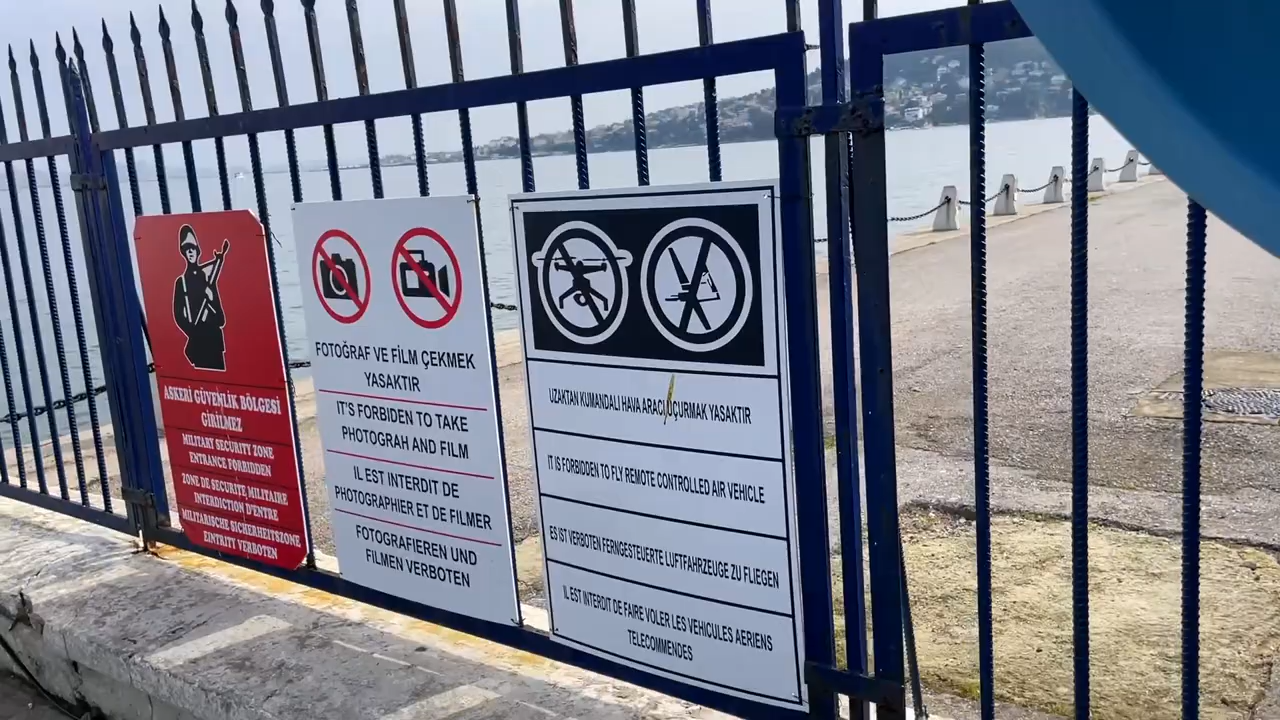 ASKERİ GÜVENLİK BÖLGESİ
GİRİLMEZ
MILITARY SECURITY ZONE
ENTRANCE FORBIDDEN
ZONE DE SECURITE MILITAIRE
INTERDICTION D'ENTRE
MILITARISCHE SICHERHEITSZONE
EINTRITY VERBOTEN
FOTOĞRAF VE FİLM ÇEKMEK
YASAKTIR
IT'S FORBIDEN TO TAKE
PHOTOGRAH AND FILM
IL EST INTERDIT DE
PHOTOGRAPHIER ET DE FILMER
FOTOGRAFIEREN UND
FILMEN VERBOTEN
UZAKTAN KUMANDALI HAVA ARACI UÇURMAK YASAKTIR
IT IS FORBIDDEN TO FLY REMOTE CONTROLLED AIR VEHICLE
ES IST VERBOTEN FERNGESTEUERTE LUFTFAHRZEUGE ZU FLIEGEN
IL EST INTERDIT DE FAIRE VOLER LES VEHICULES AERIENS
TELECOMMENDES